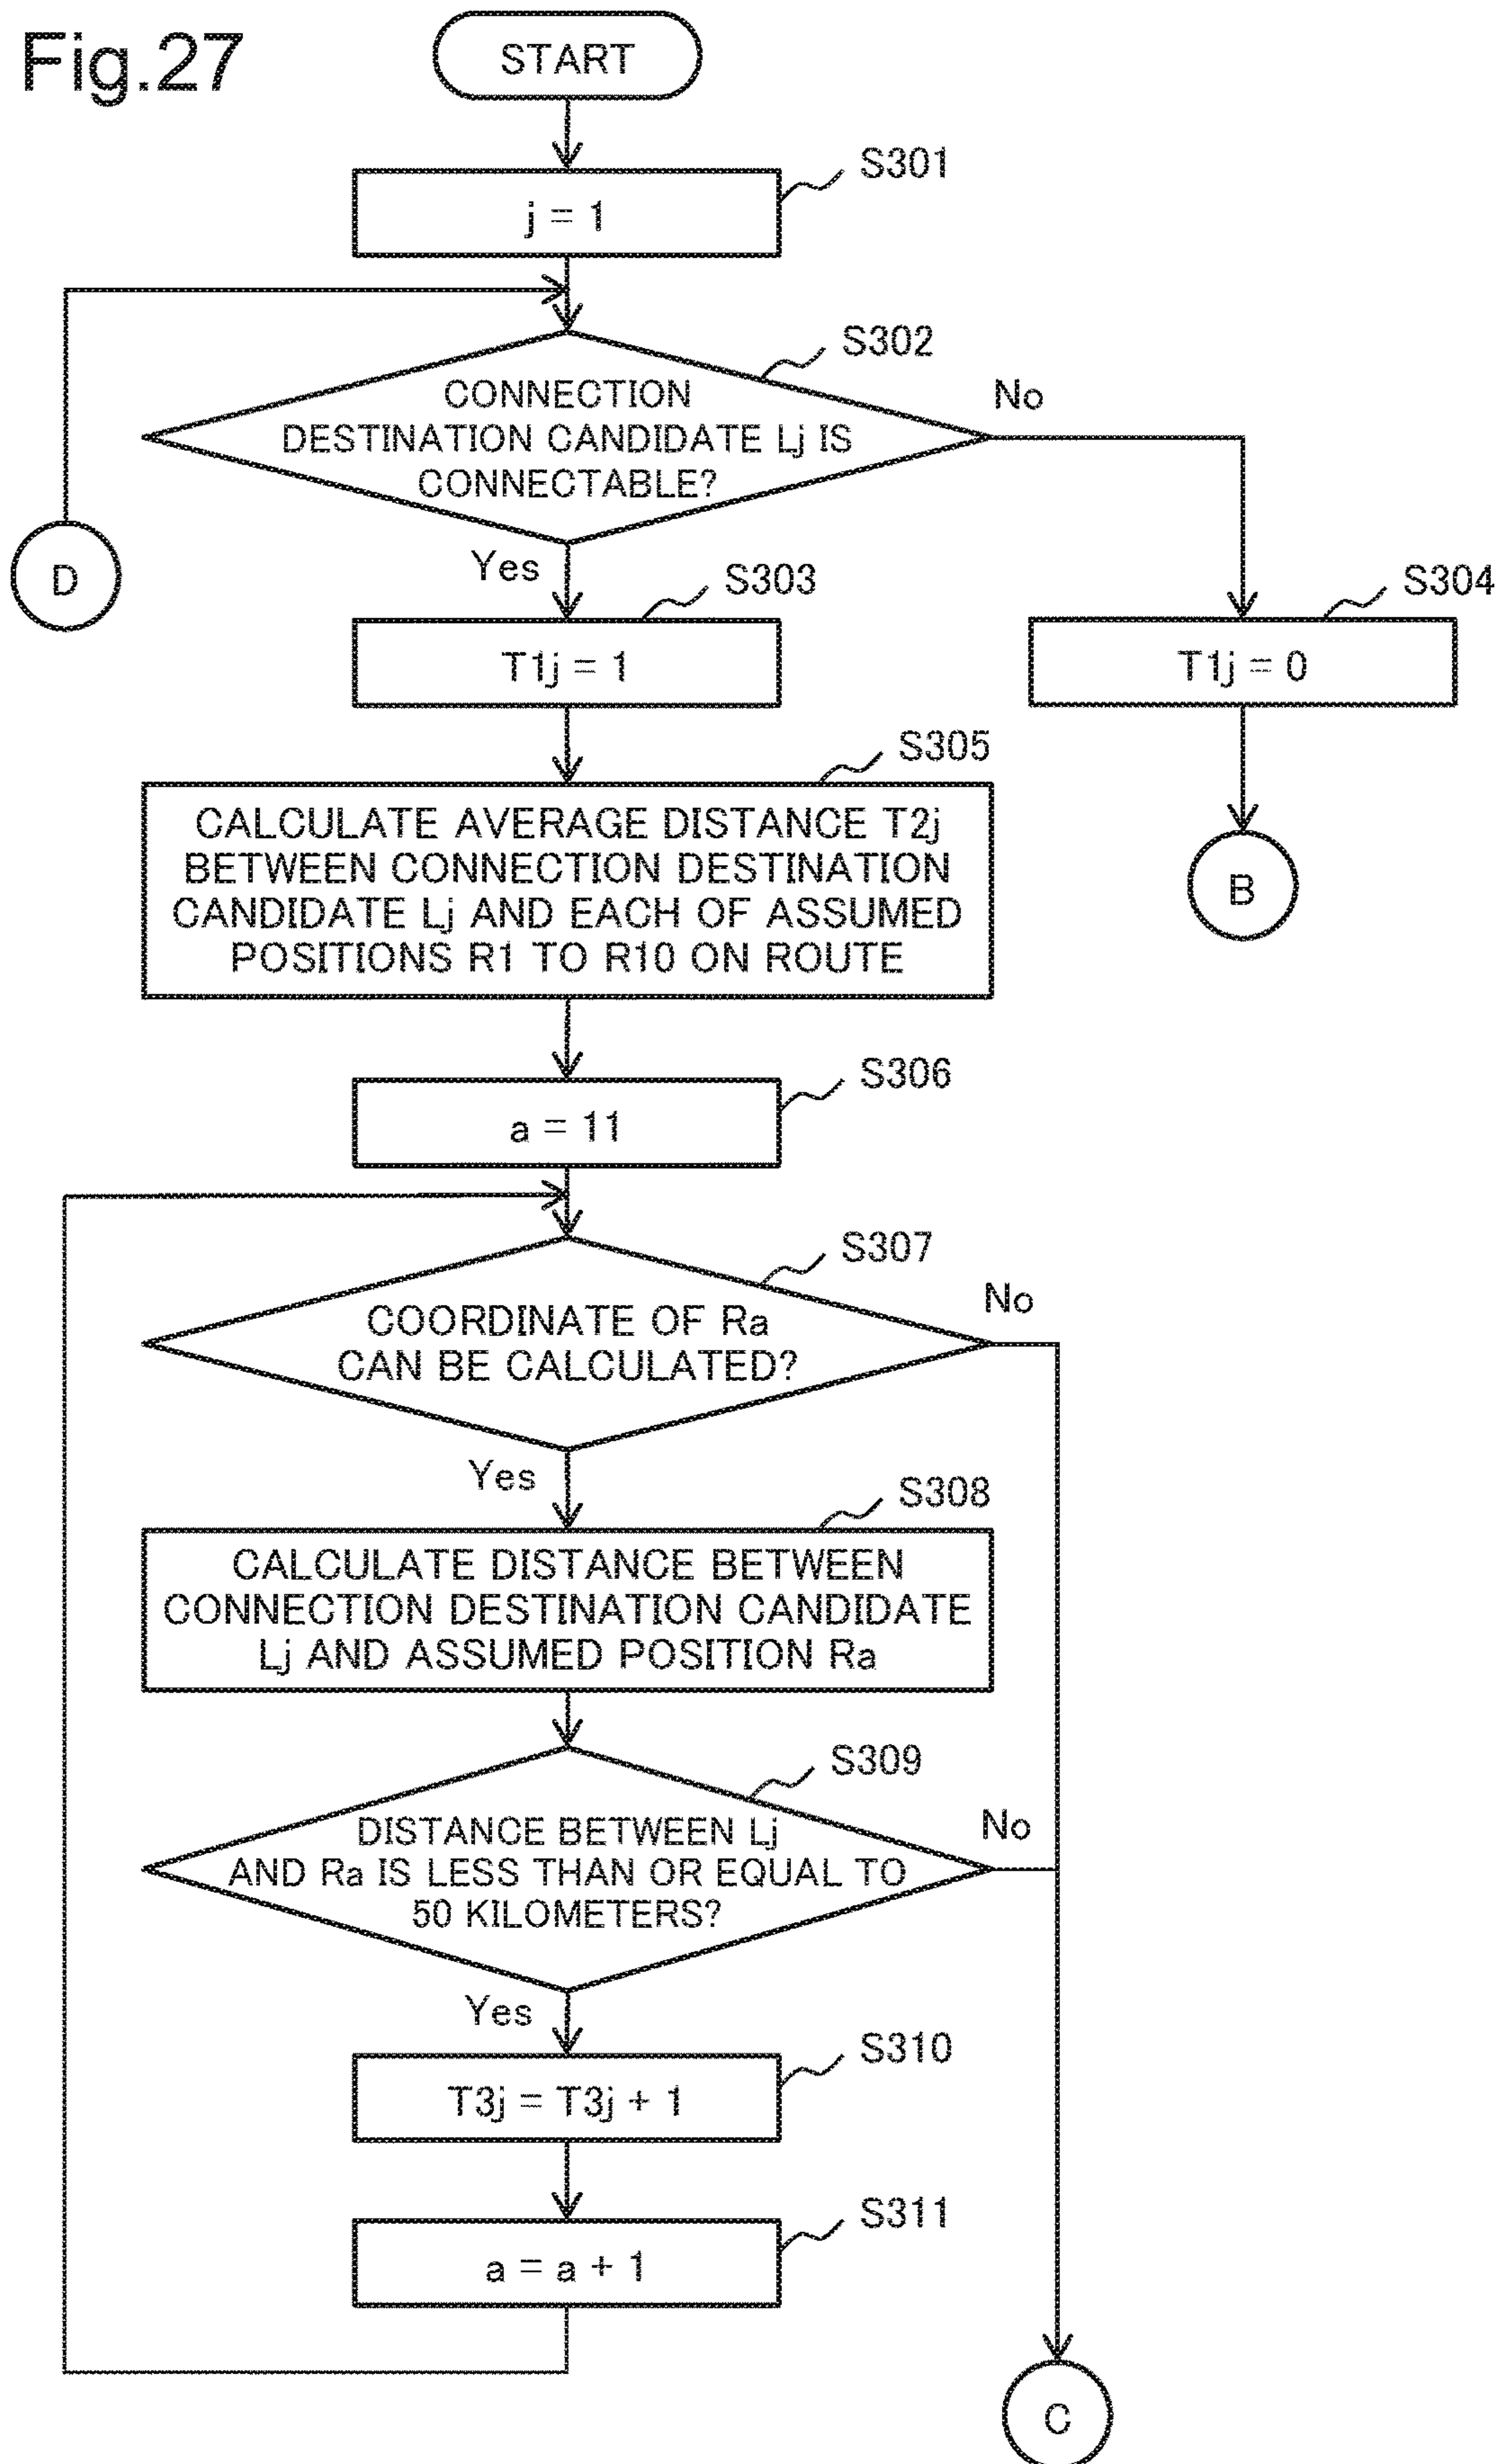 Fig.27
START
S301
j = 1
S302
CONNECTION
DESTINATION CANDIDATE Lj IS
CONNECTABLE?
No
Yes
D
S303
T1j = 1
S304
T1j = 0
B
S305
CALCULATE AVERAGE DISTANCE T2j
BETWEEN CONNECTION DESTINATION
CANDIDATE Lj AND EACH OF ASSUMED
POSITIONS R1 TO R10 ON ROUTE
S306
a = 11
S307
COORDINATE OF Ra
CAN BE CALCULATED?
No
Yes
S308
CALCULATE DISTANCE BETWEEN
CONNECTION DESTINATION CANDIDATE
Lj AND ASSUMED POSITION Ra
S309
DISTANCE BETWEEN Lj
AND Ra IS LESS THAN OR EQUAL TO
50 KILOMETERS?
No
Yes
S310
T3j = T3j + 1
S311
a = a + 1
C